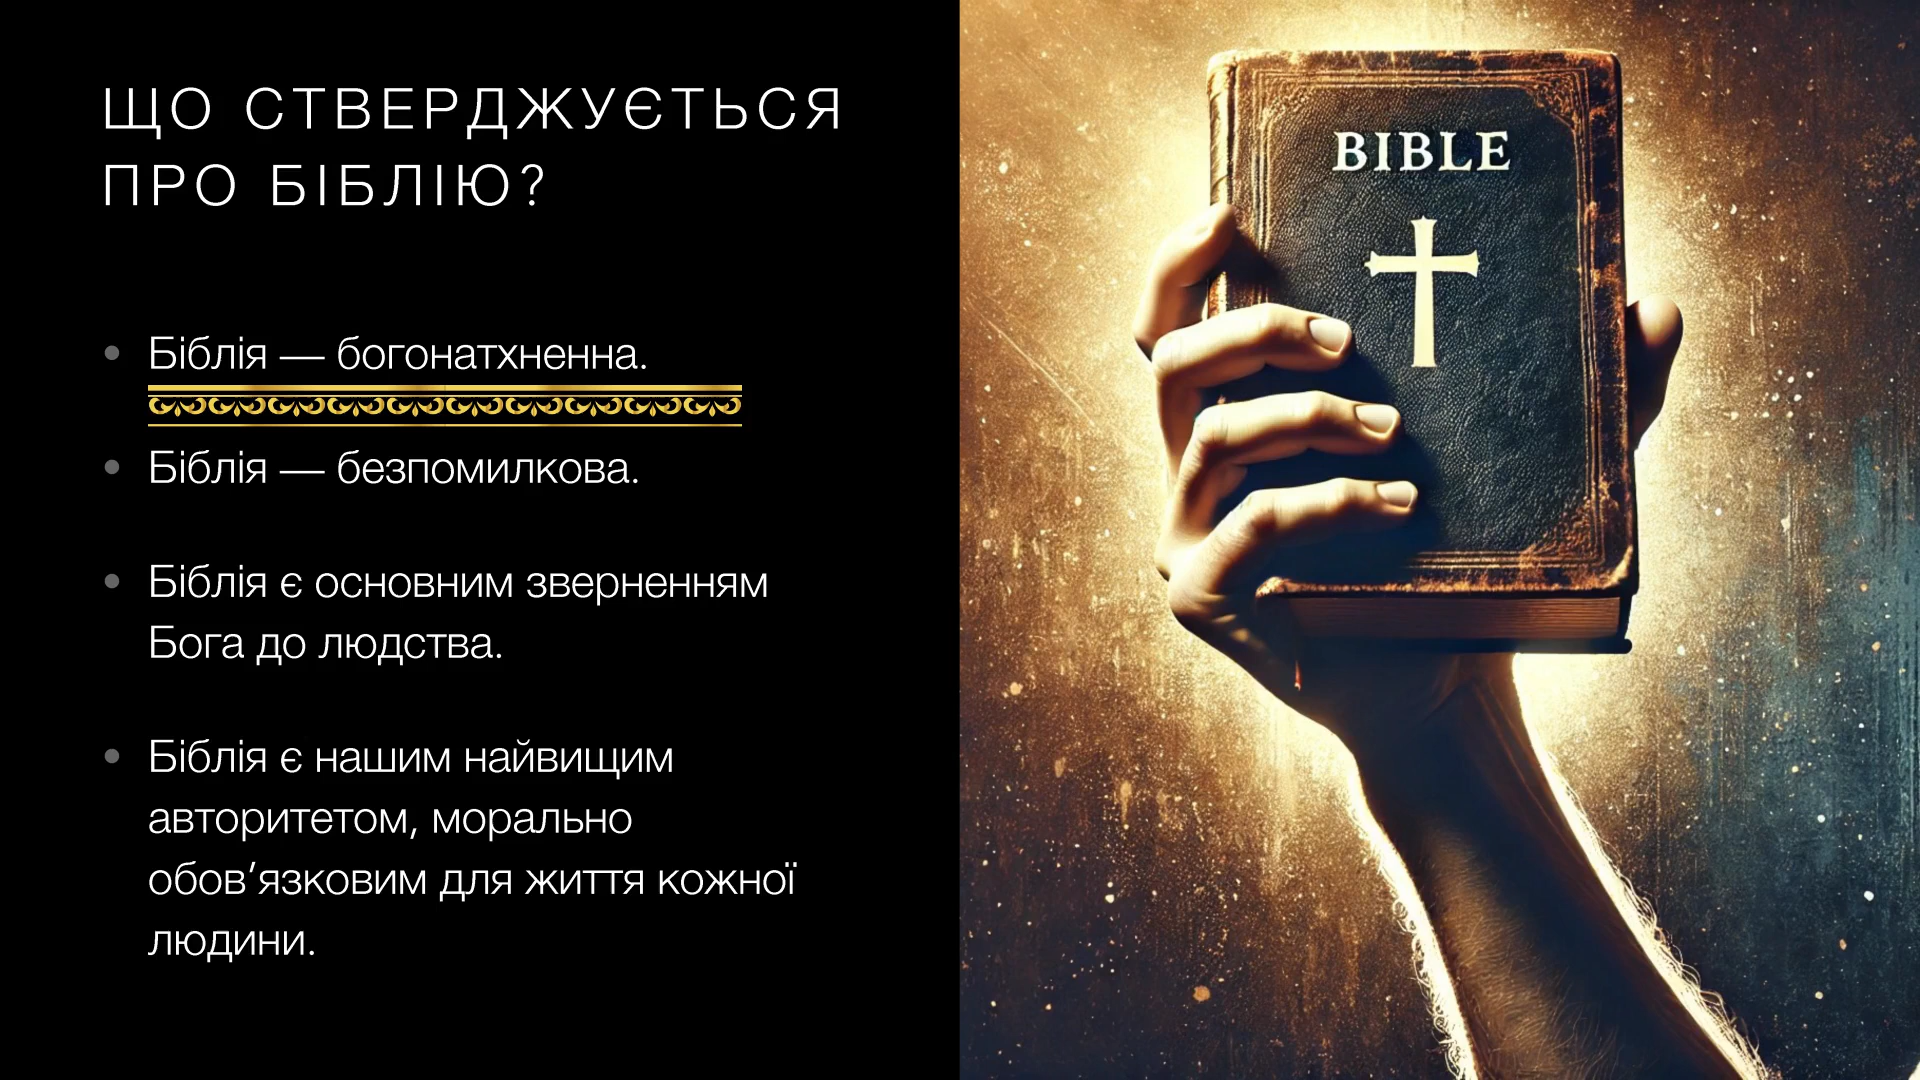 ЩО СТВЕРДЖУЄТЬСЯ
ПРО БІБЛІЮ?
• Біблія — богонатхненна.
• Біблія — безпомилкова.
• Біблія є основним зверненням
Бога до людства.
• Біблія є нашим найвищим
авторитетом, морально
обов’язковим для життя кожної
людини.
BIBLE